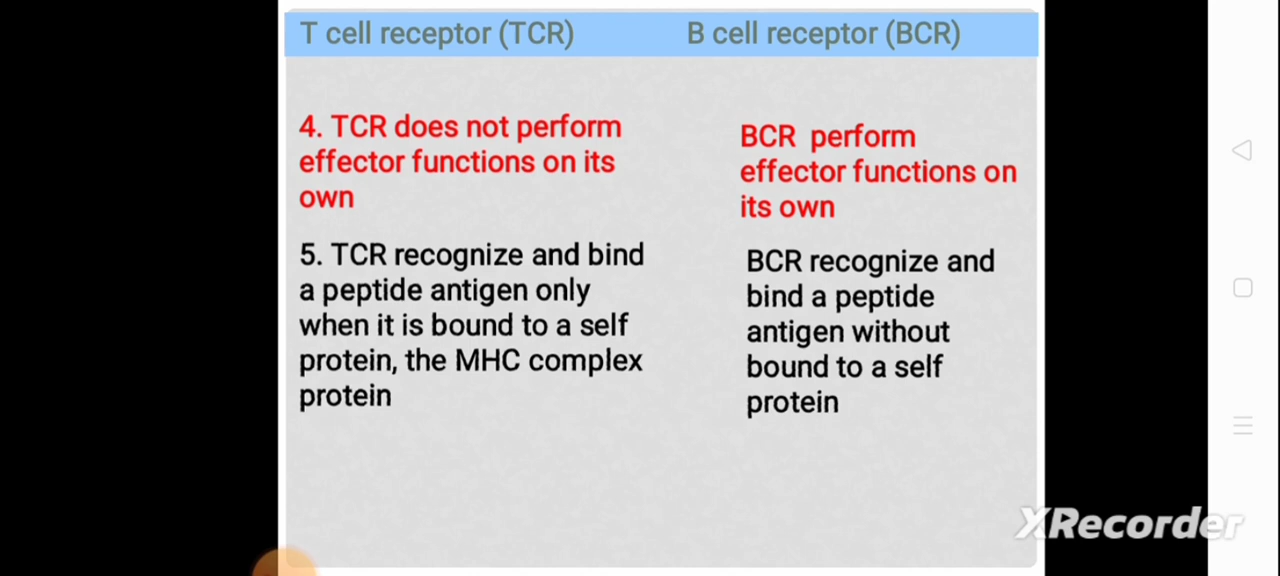 T cell receptor (TCR)
B cell receptor (BCR)
4. TCR does not perform
effector functions on its
own
BCR perform
effector functions on
its own
5. TCR recognize and bind
a peptide antigen only
when it is bound to a self
protein, the MHC complex
protein
BCR recognize and
bind a peptide
antigen without
bound to a self
protein
XRecorder